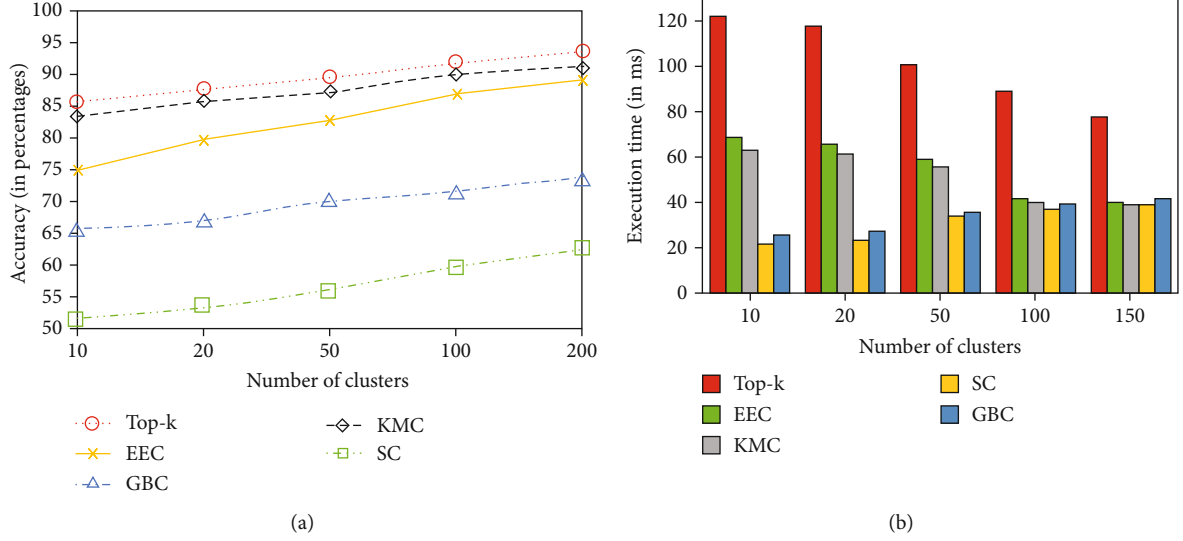 100
95
90
85
80
75
70
65
60
55
50
Accuracy (in percentages)
10 20 50 100 200
Number of clusters
Top-k
EEC
GBC
KMC
SC
(a)
120
100
80
60
40
20
0
Execution time (in ms)
10 20 50 100 150
Number of clusters
Top-k
EEC
KMC
SC
GBC
(b)